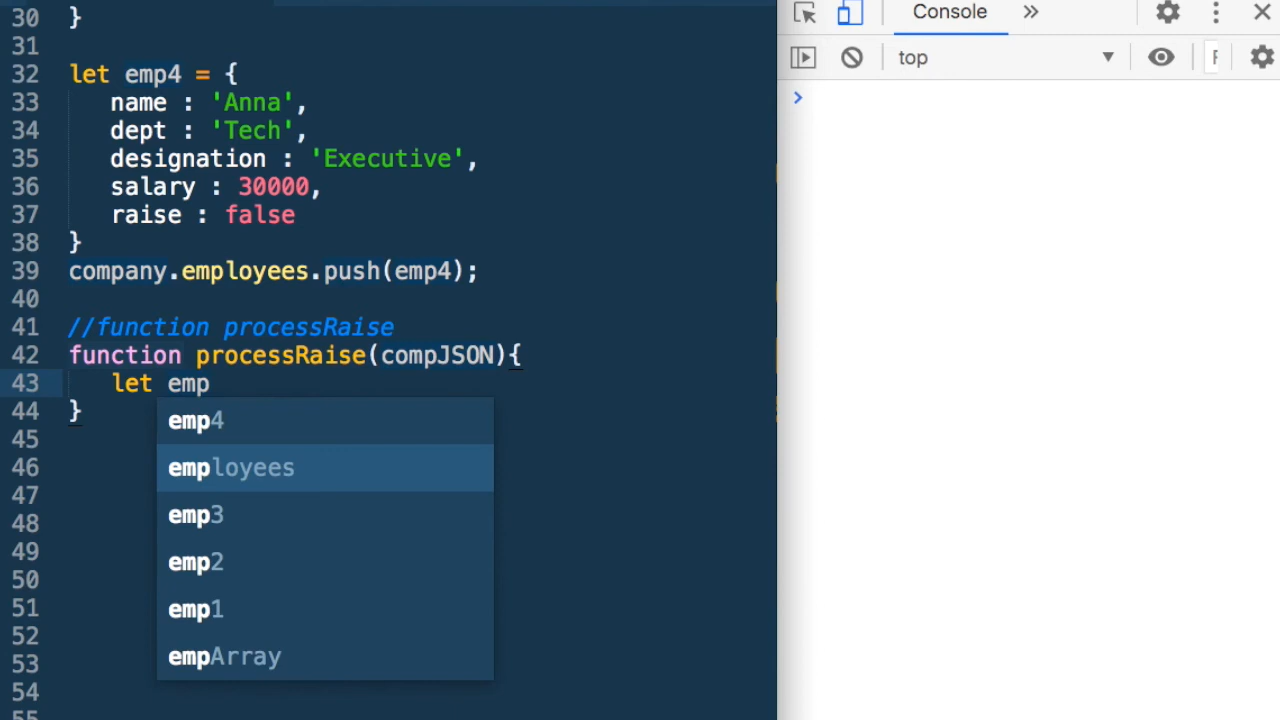 30 }
31
32 let emp4 = {
33 name : 'Anna',
34 dept : 'Tech',
35 designation : 'Executive',
36 salary : 30000,
37 raise : false
38 }
39 company.employees.push(emp4);
40
41 //function processRaise
42 function processRaise(compJSON){
43 let emp
44 }
45
46
47
48
49
50
51
52
53
54
emp4
employees
emp3
emp2
emp1
empArray
Console »
top
>